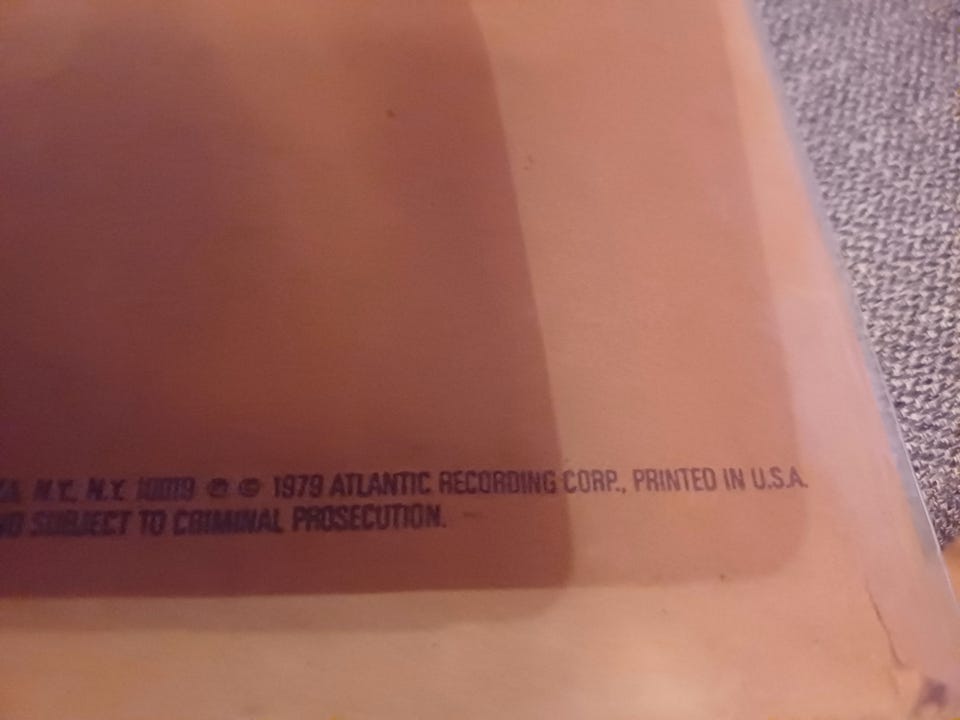 N.Y., N.Y. 10019 ℗ © 1979 ATLANTIC RECORDING CORP., PRINTED IN U.S.A.
SUBJECT TO CRIMINAL PROSECUTION.